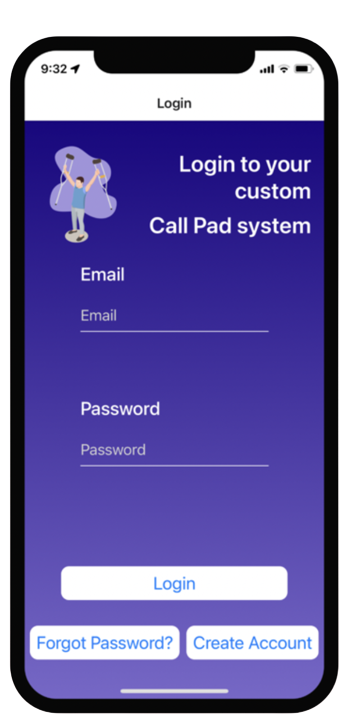 9:32
Login
Login to your
custom
Call Pad system
Email
Email
Password
Password
Login
Forgot Password? Create Account